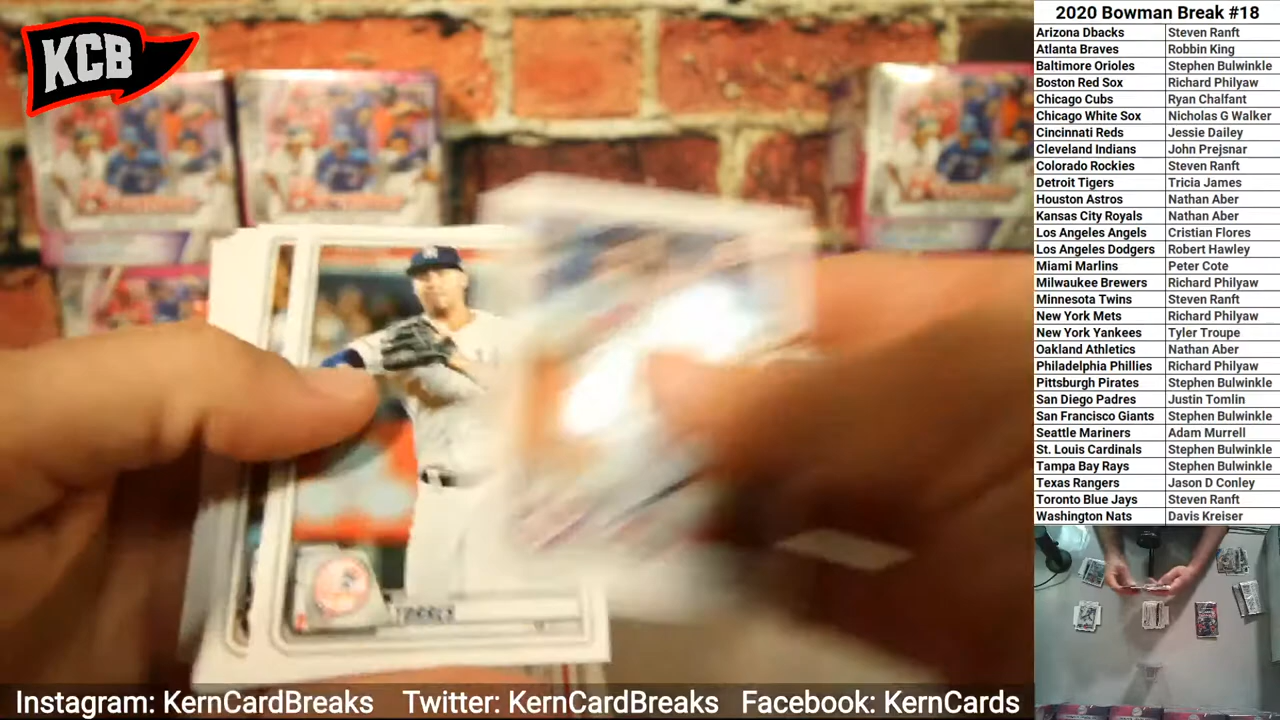 KCB
2020 Bowman Break #18
Arizona Dbacks Steven Ranft
Atlanta Braves Robbin King
Baltimore Orioles Stephen Bulwinkle
Boston Red Sox Richard Philyaw
Chicago Cubs Ryan Chalfant
Chicago White Sox Nicholas G Walker
Cincinnati Reds Jessie Dailey
Cleveland Indians John Prejsnar
Colorado Rockies Steven Ranft
Detroit Tigers Tricia James
Houston Astros Nathan Aber
Kansas City Royals Nathan Aber
Los Angeles Angels Cristian Flores
Los Angeles Dodgers Robert Hawley
Miami Marlins Peter Cote
Milwaukee Brewers Richard Philyaw
Minnesota Twins Steven Ranft
New York Mets Richard Philyaw
New York Yankees Tyler Troupe
Oakland Athletics Nathan Aber
Philadelphia Phillies Richard Philyaw
Pittsburgh Pirates Stephen Bulwinkle
San Diego Padres Justin Tomlin
San Francisco Giants Stephen Bulwinkle
Seattle Mariners Adam Murrell
St. Louis Cardinals Stephen Bulwinkle
Tampa Bay Rays Stephen Bulwinkle
Texas Rangers Jason D Conley
Toronto Blue Jays Steven Ranft
Washington Nats Davis Kreiser
Instagram: KernCardBreaks Twitter: KernCardBreaks Facebook: KernCards